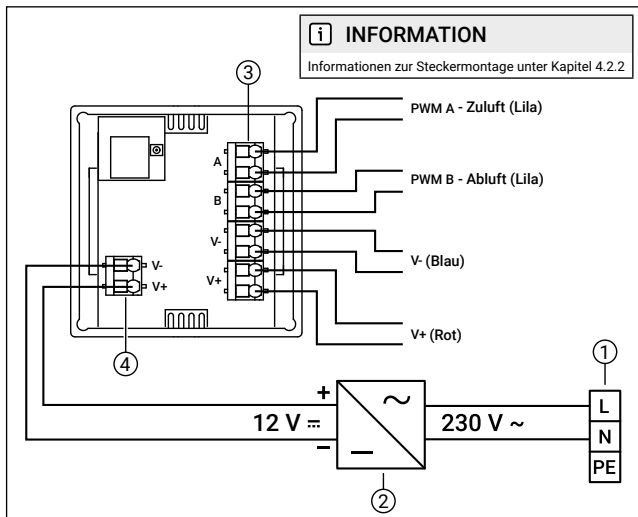 i INFORMATION
Informationen zur Steckermontage unter Kapitel 4.2.2
3
PWM A - Zuluft (Lila)
A
PWM B - Abluft (Lila)
B
V-
V- (Blau)
V-
V+
V+
V+ (Rot)
4
1
+
L
12 V ⎓
~
230 V ~
N
–
PE
2